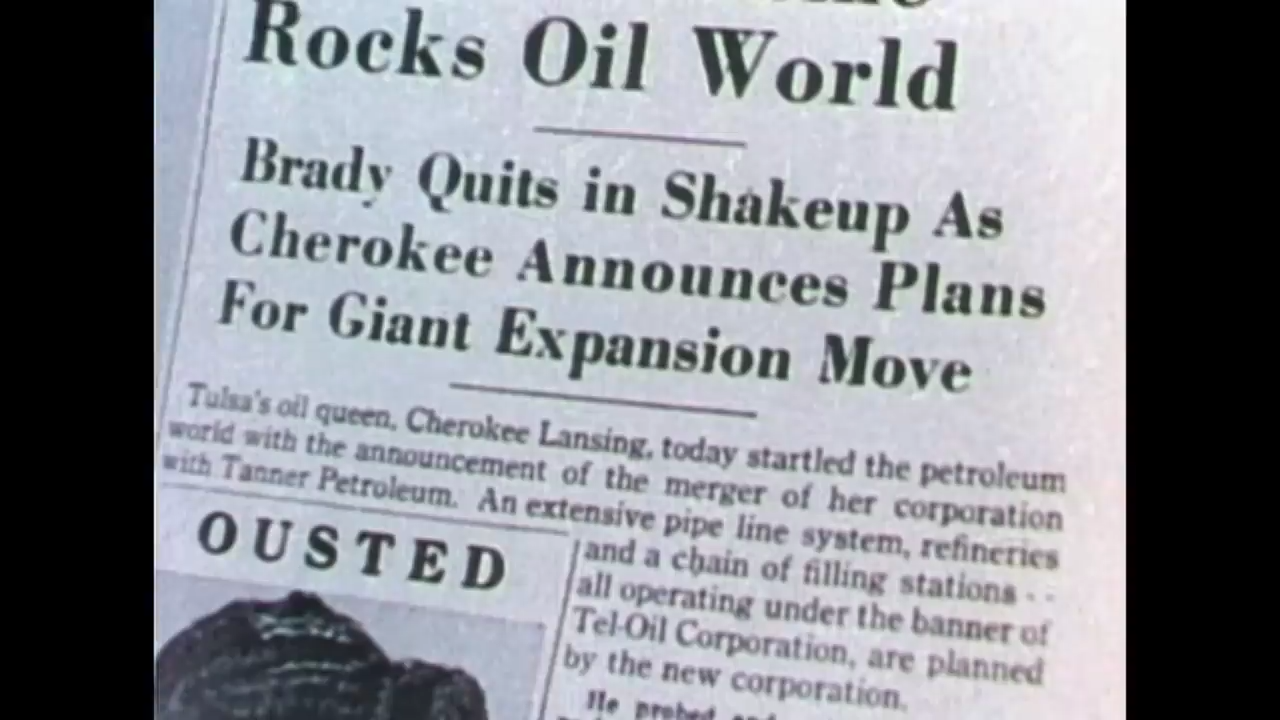 Rocks Oil World
Brady Quits in Shakeup As
Cherokee Announces Plans
For Giant Expansion Move
Tulsa's oil queen, Cherokee Lansing, today startled the petroleum
world with the announcement of the merger of her corporation
with Tanner Petroleum. An extensive pipe line system, refineries
and a chain of filling stations - -
all operating under the banner of
Tel-Oil Corporation, are planned
by the new corporation.
OUSTED
He probed